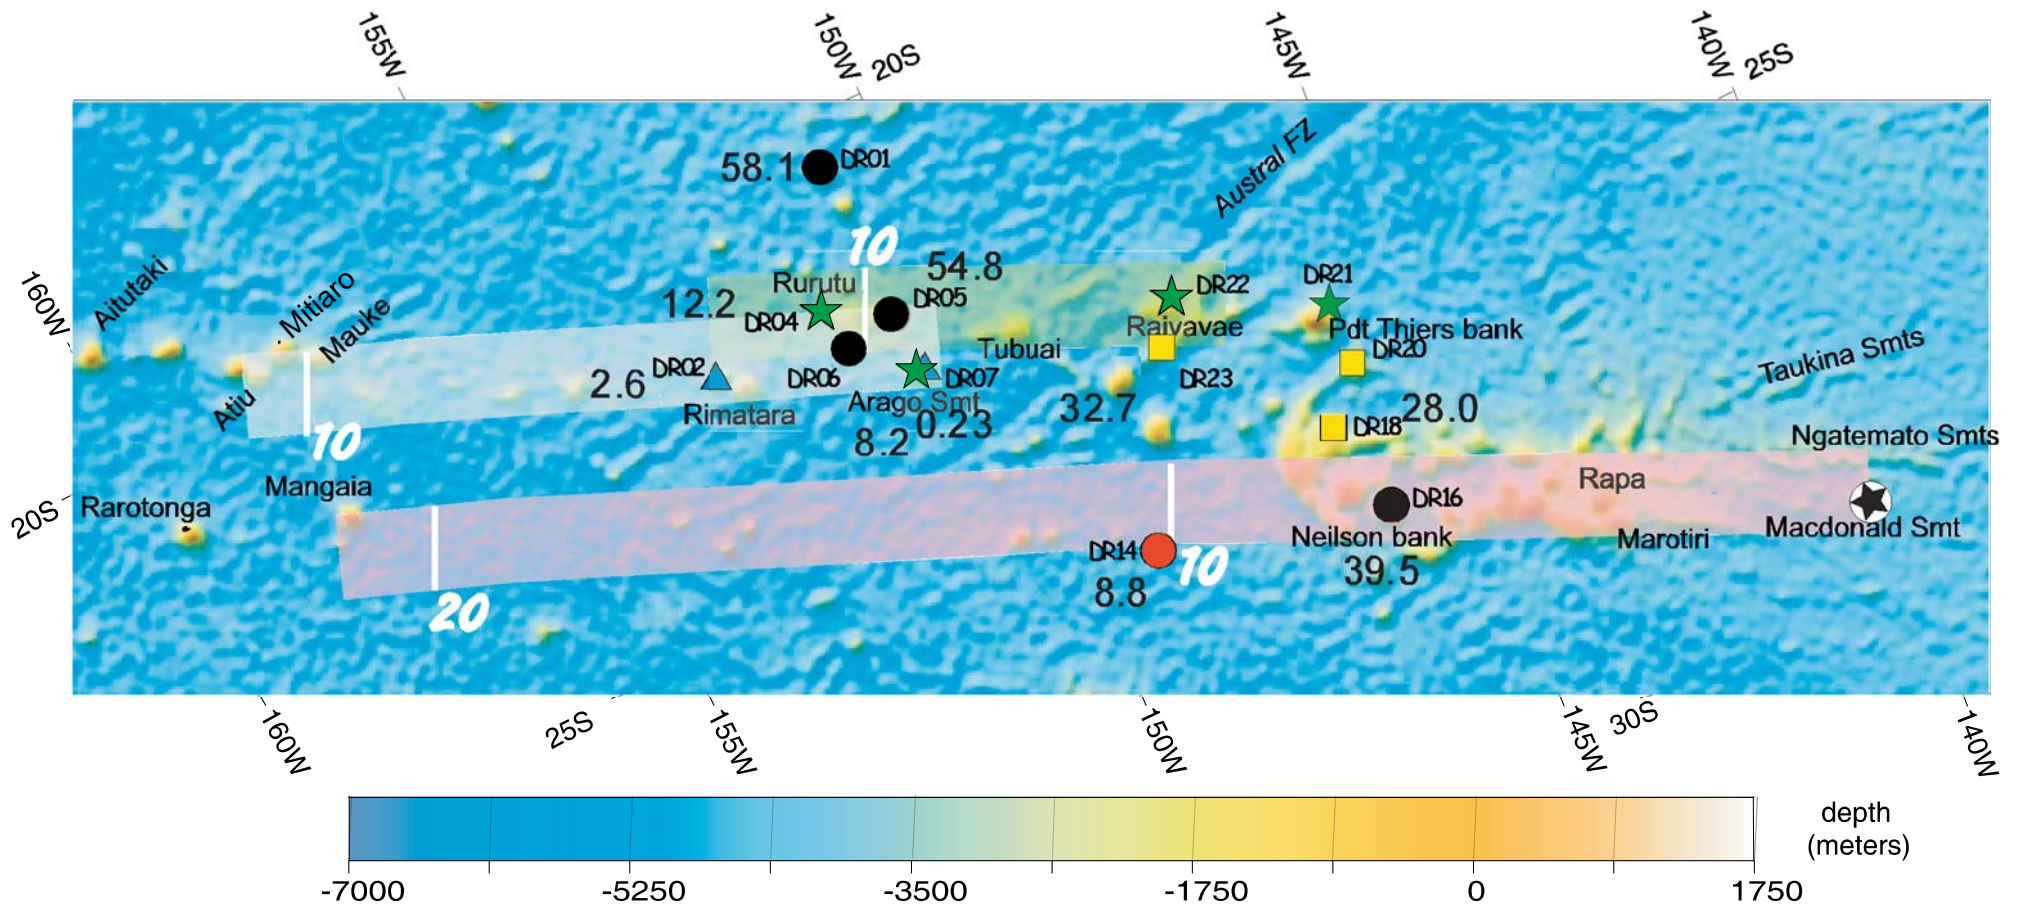 155W
150W
20S
145W
140W
25S
58.1
DR01
Austral FZ
10
54.8
Aitutaki
Mitiaro
Mauke
160W
Rurutu
12.2
DR05
DR04
DR22
DR21
Raivavae
Pdt Thiers bank
Tubuai
DR20
Taukina Smts
2.6
DR02
DR06
DR07
DR23
Atiu
Rimatara
Arago Smt
0.23
8.2
32.7
28.0
DR18
10
Ngatemato Smts
Mangaia
Rapa
Rarotonga
20S
DR16
Neilson bank
Marotiri
Macdonald Smt
DR14
10
39.5
8.8
20
160W
25S
155W
150W
145W
30S
140W
depth
(meters)
-7000
-5250
-3500
-1750
0
1750